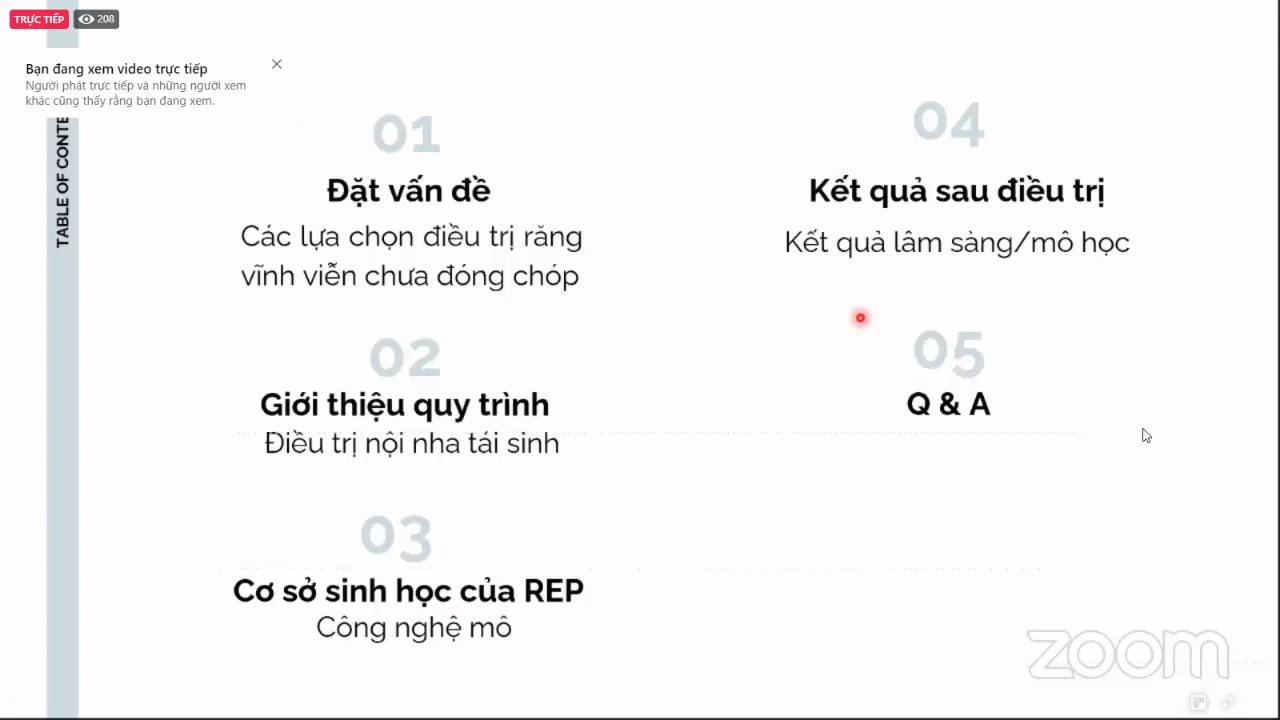 TRỰC TIẾP
208
Bạn đang xem video trực tiếp
Người phát trực tiếp và những người xem
khác cũng thấy rằng bạn đang xem.
TABLE OF CONTE
01
Đặt vấn đề
Các lựa chọn điều trị răng
vĩnh viễn chưa đóng chóp
02
Giới thiệu quy trình
Điều trị nội nha tái sinh
03
Cơ sở sinh học của REP
Công nghệ mô
04
Kết quả sau điều trị
Kết quả lâm sàng/mô học
05
Q & A
zoom